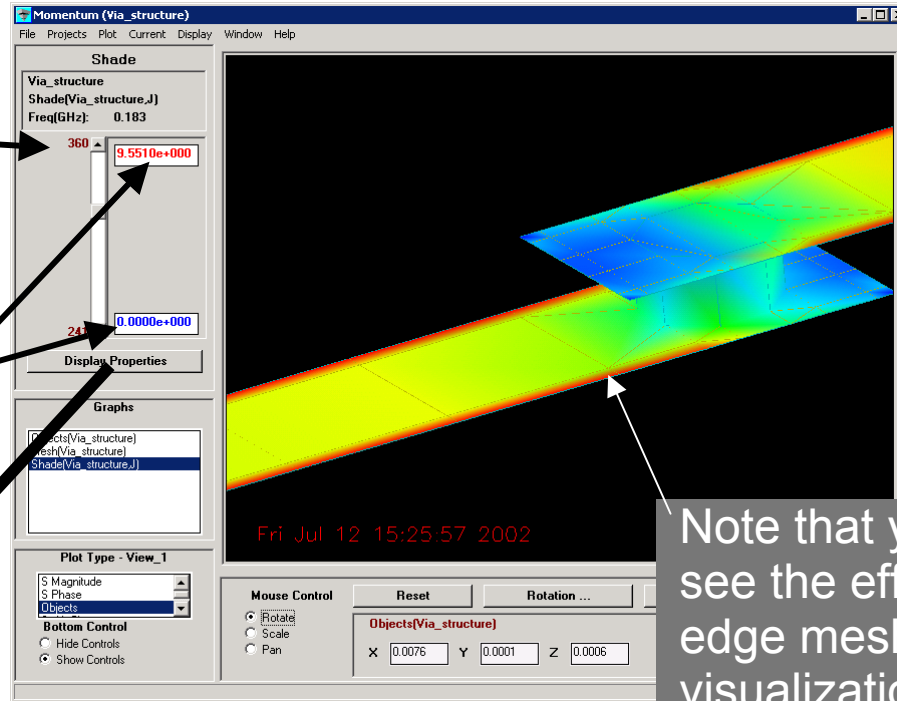 Momentum (Via_structure)
File Projects Plot Current Display Window Help
Shade
Via_structure
Shade(Via_structure,J)
Freq(GHz): 0.183
360
9.5510e+000
0.0000e+000
Display Properties
Graphs
Objects(Via_structure)
Mesh(Via_structure)
Shade(Via_structure,J)
Fri Jul 12 15:25:57 2002
Plot Type - View_1
S Magnitude
S Phase
Objects
Bottom Control
Hide Controls
Show Controls
Mouse Control
Rotate
Scale
Pan
Reset
Rotation ...
Objects(Via_structure)
X 0.0076 Y 0.0001 Z 0.0006
Note that y
see the eff
edge mesh
visualizatio